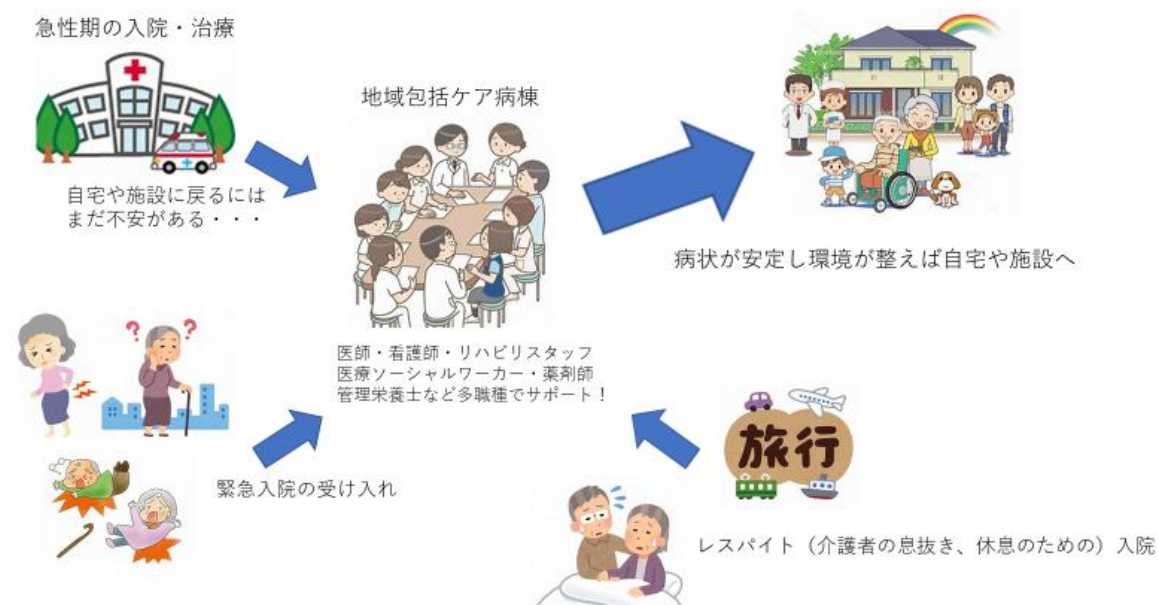 急性期の入院・治療
自宅や施設に戻るには
まだ不安がある・・・
地域包括ケア病棟
医師・看護師・リハビリスタッフ
医療ソーシャルワーカー・薬剤師
管理栄養士など多職種でサポート！
病状が安定し環境が整えば自宅や施設へ
緊急入院の受け入れ
旅行
レスパイト（介護者の息抜き、休息のための）入院